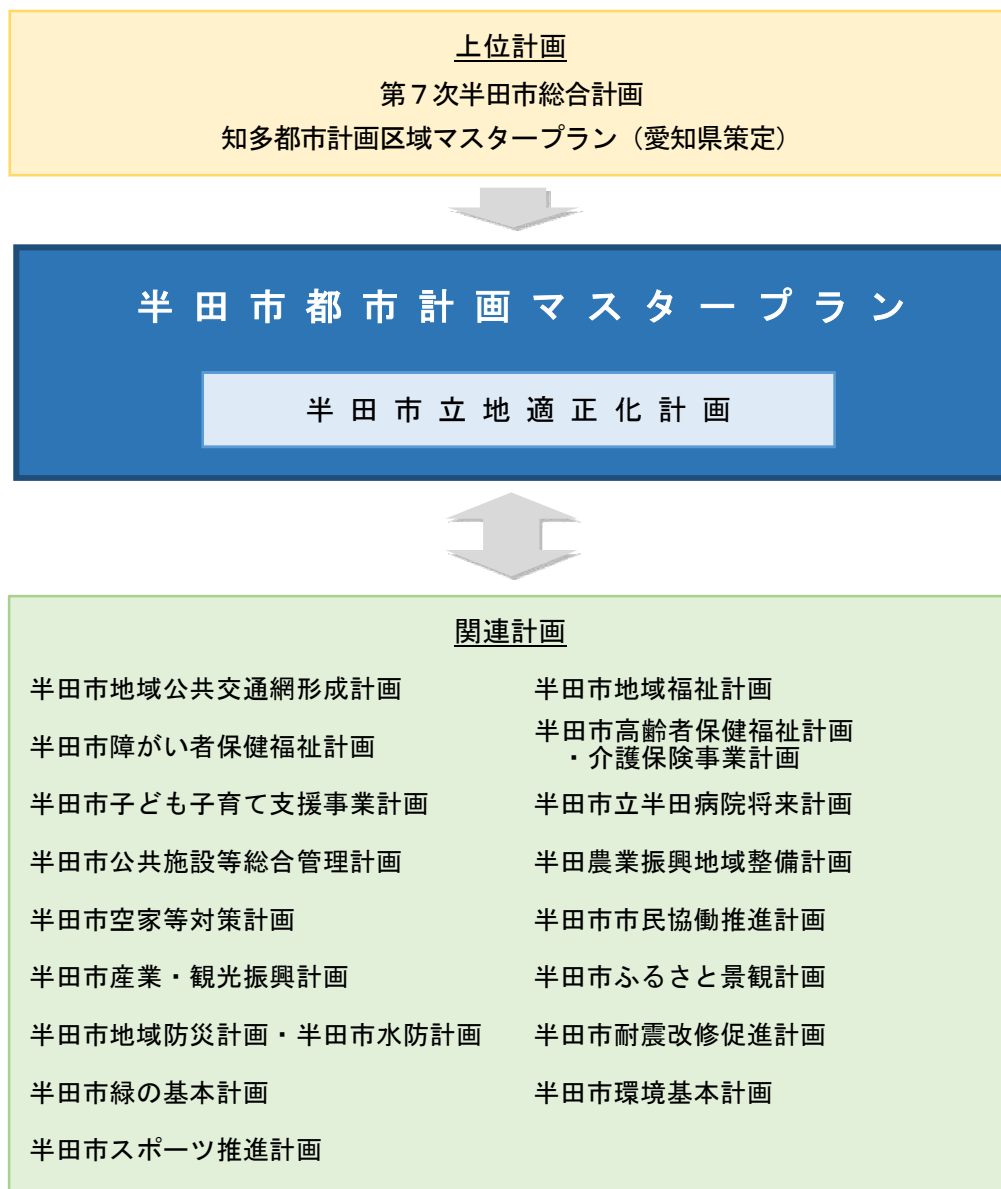 上位計画
第7次半田市総合計画
知多都市計画区域マスタープラン（愛知県策定）
半田市都市計画マスタープラン
半田市立地適正化計画
関連計画
半田市地域公共交通網形成計画
半田市地域福祉計画
半田市障がい者保健福祉計画
半田市高齢者保健福祉計画
・介護保険事業計画
半田市子ども子育て支援事業計画
半田市立半田病院将来計画
半田市公共施設等総合管理計画
半田農業振興地域整備計画
半田市空家等対策計画
半田市市民協働推進計画
半田市産業・観光振興計画
半田市ふるさと景観計画
半田市地域防災計画・半田市水防計画
半田市耐震改修促進計画
半田市緑の基本計画
半田市環境基本計画
半田市スポーツ推進計画